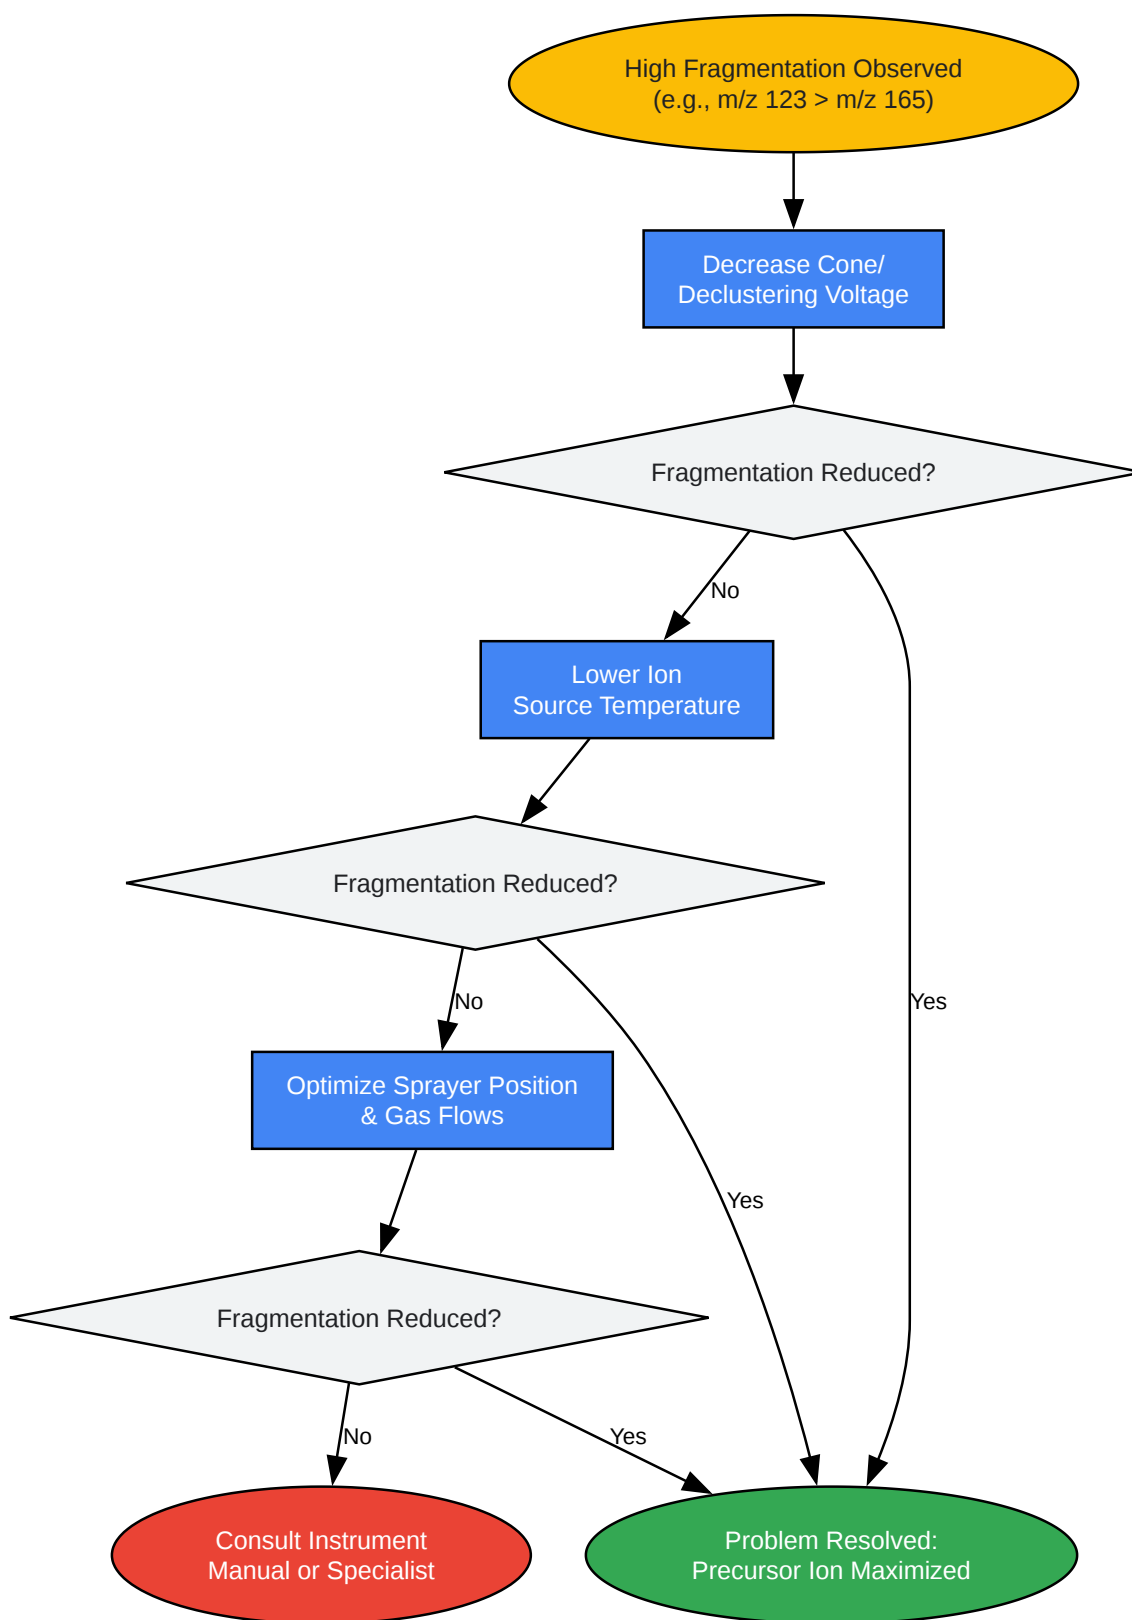 High Fragmentation Observed
(e.g., m/z 123 > m/z 165)
Decrease Cone/
Declustering Voltage
Fragmentation Reduced?
No
Lower Ion
Source Temperature
Fragmentation Reduced?
No
Yes
Optimize Sprayer Position
& Gas Flows
Yes
Fragmentation Reduced?
No
Yes
Consult Instrument
Manual or Specialist
Problem Resolved:
Precursor Ion Maximized